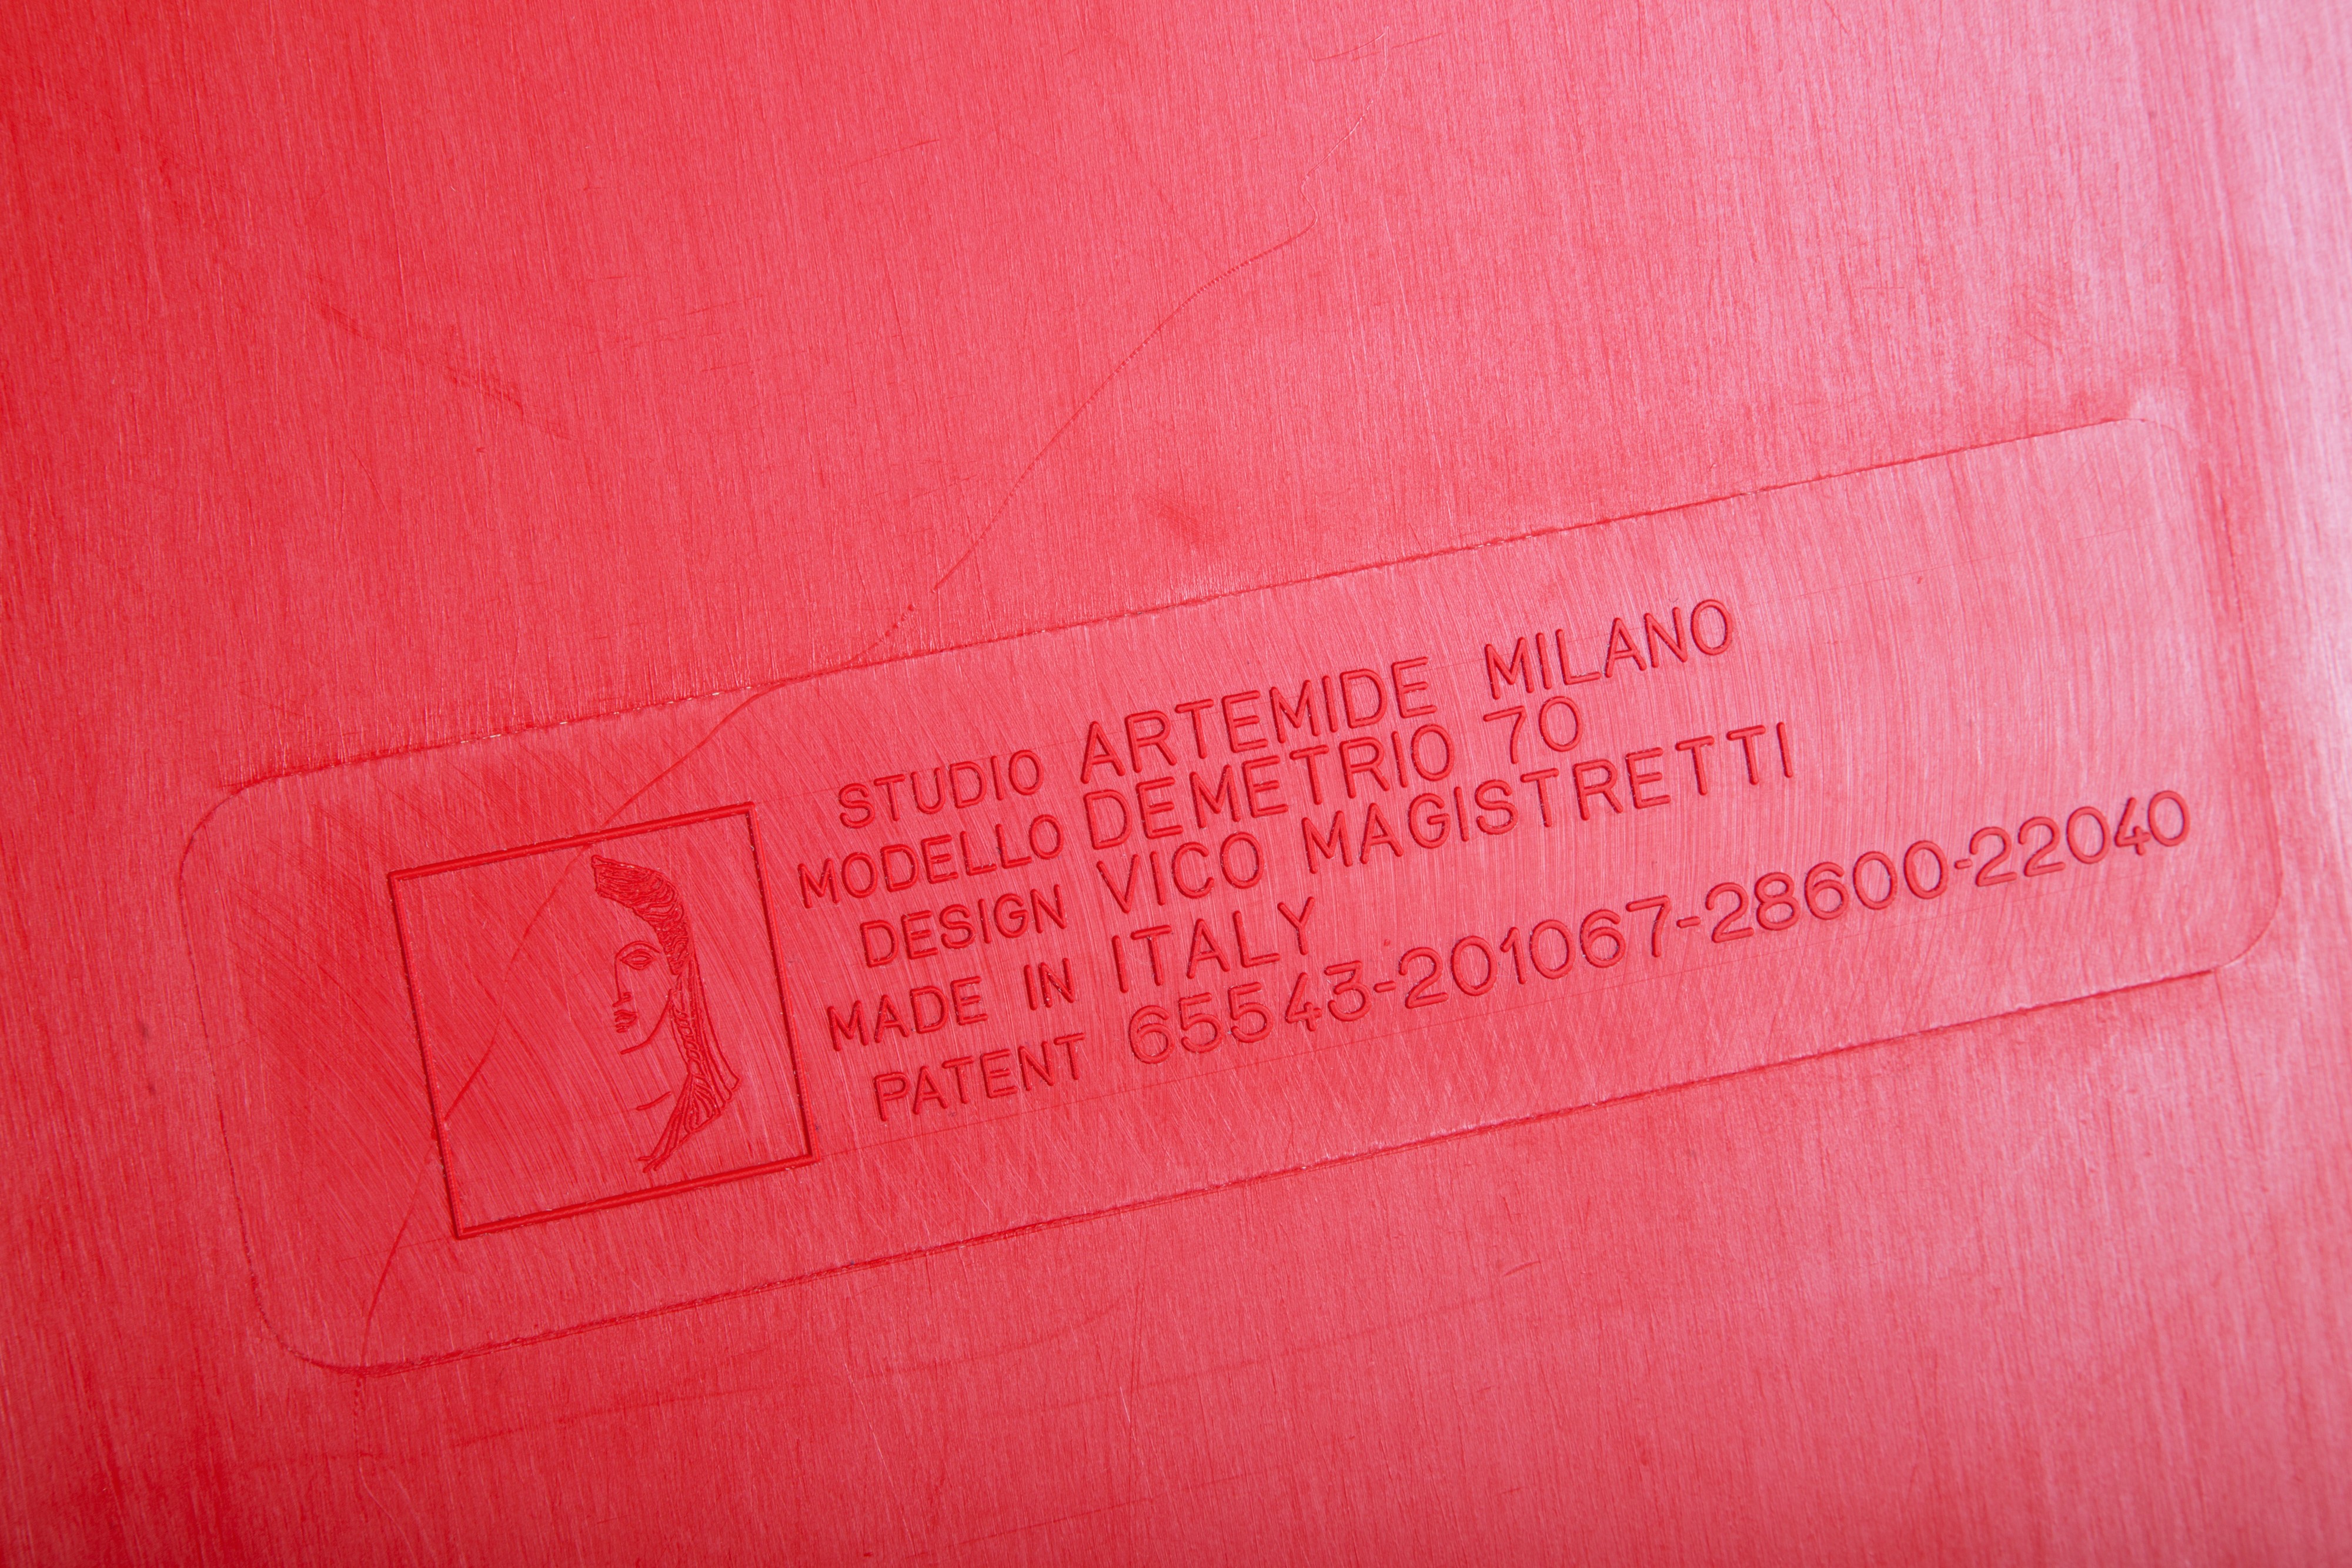 STUDIO ARTEMIDE MILANO
MODELLO DEMETRIO 70
DESIGN VICO MAGISTRETTI
MADE IN ITALY
PATENT 65543-201067-28600-22040